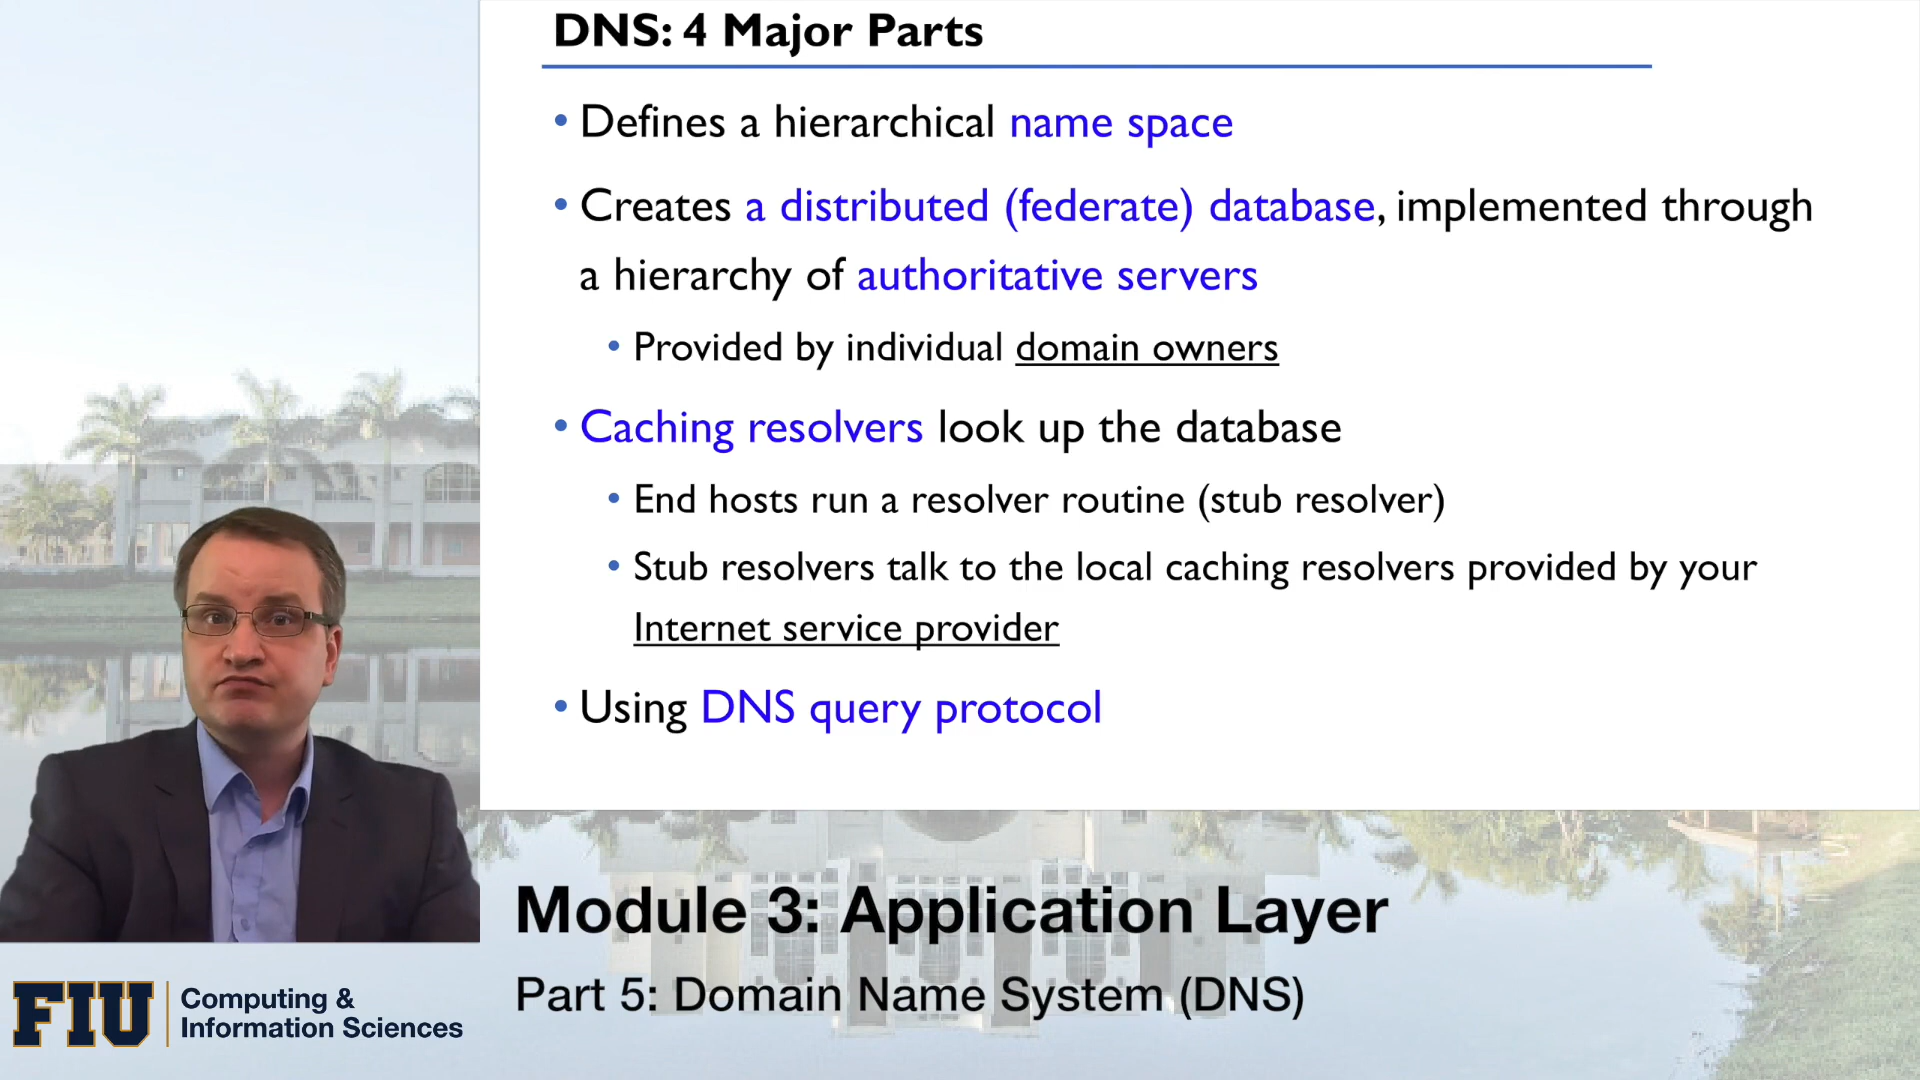 DNS: 4 Major Parts
• Defines a hierarchical name space
• Creates a distributed (federate) database, implemented through
a hierarchy of authoritative servers
• Provided by individual domain owners
• Caching resolvers look up the database
• End hosts run a resolver routine (stub resolver)
• Stub resolvers talk to the local caching resolvers provided by your
Internet service provider
• Using DNS query protocol
Module 3: Application Layer
Part 5: Domain Name System (DNS)
FIU
Computing &
Information Sciences